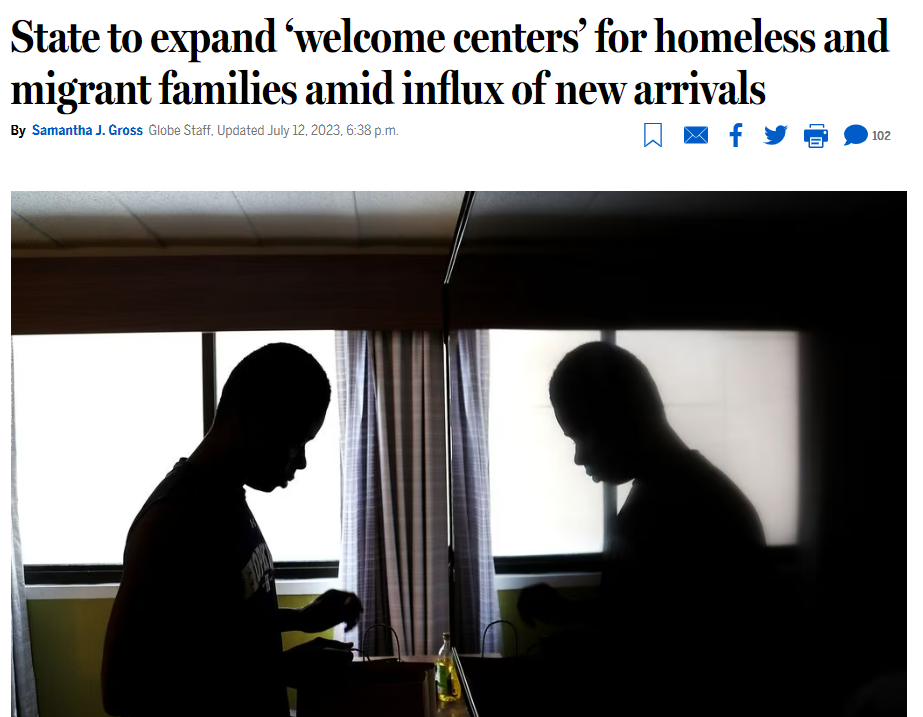 State to expand ‘welcome centers’ for homeless and
migrant families amid influx of new arrivals
By Samantha J. Gross Globe Staff, Updated July 12, 2023, 6:38 p.m.
102